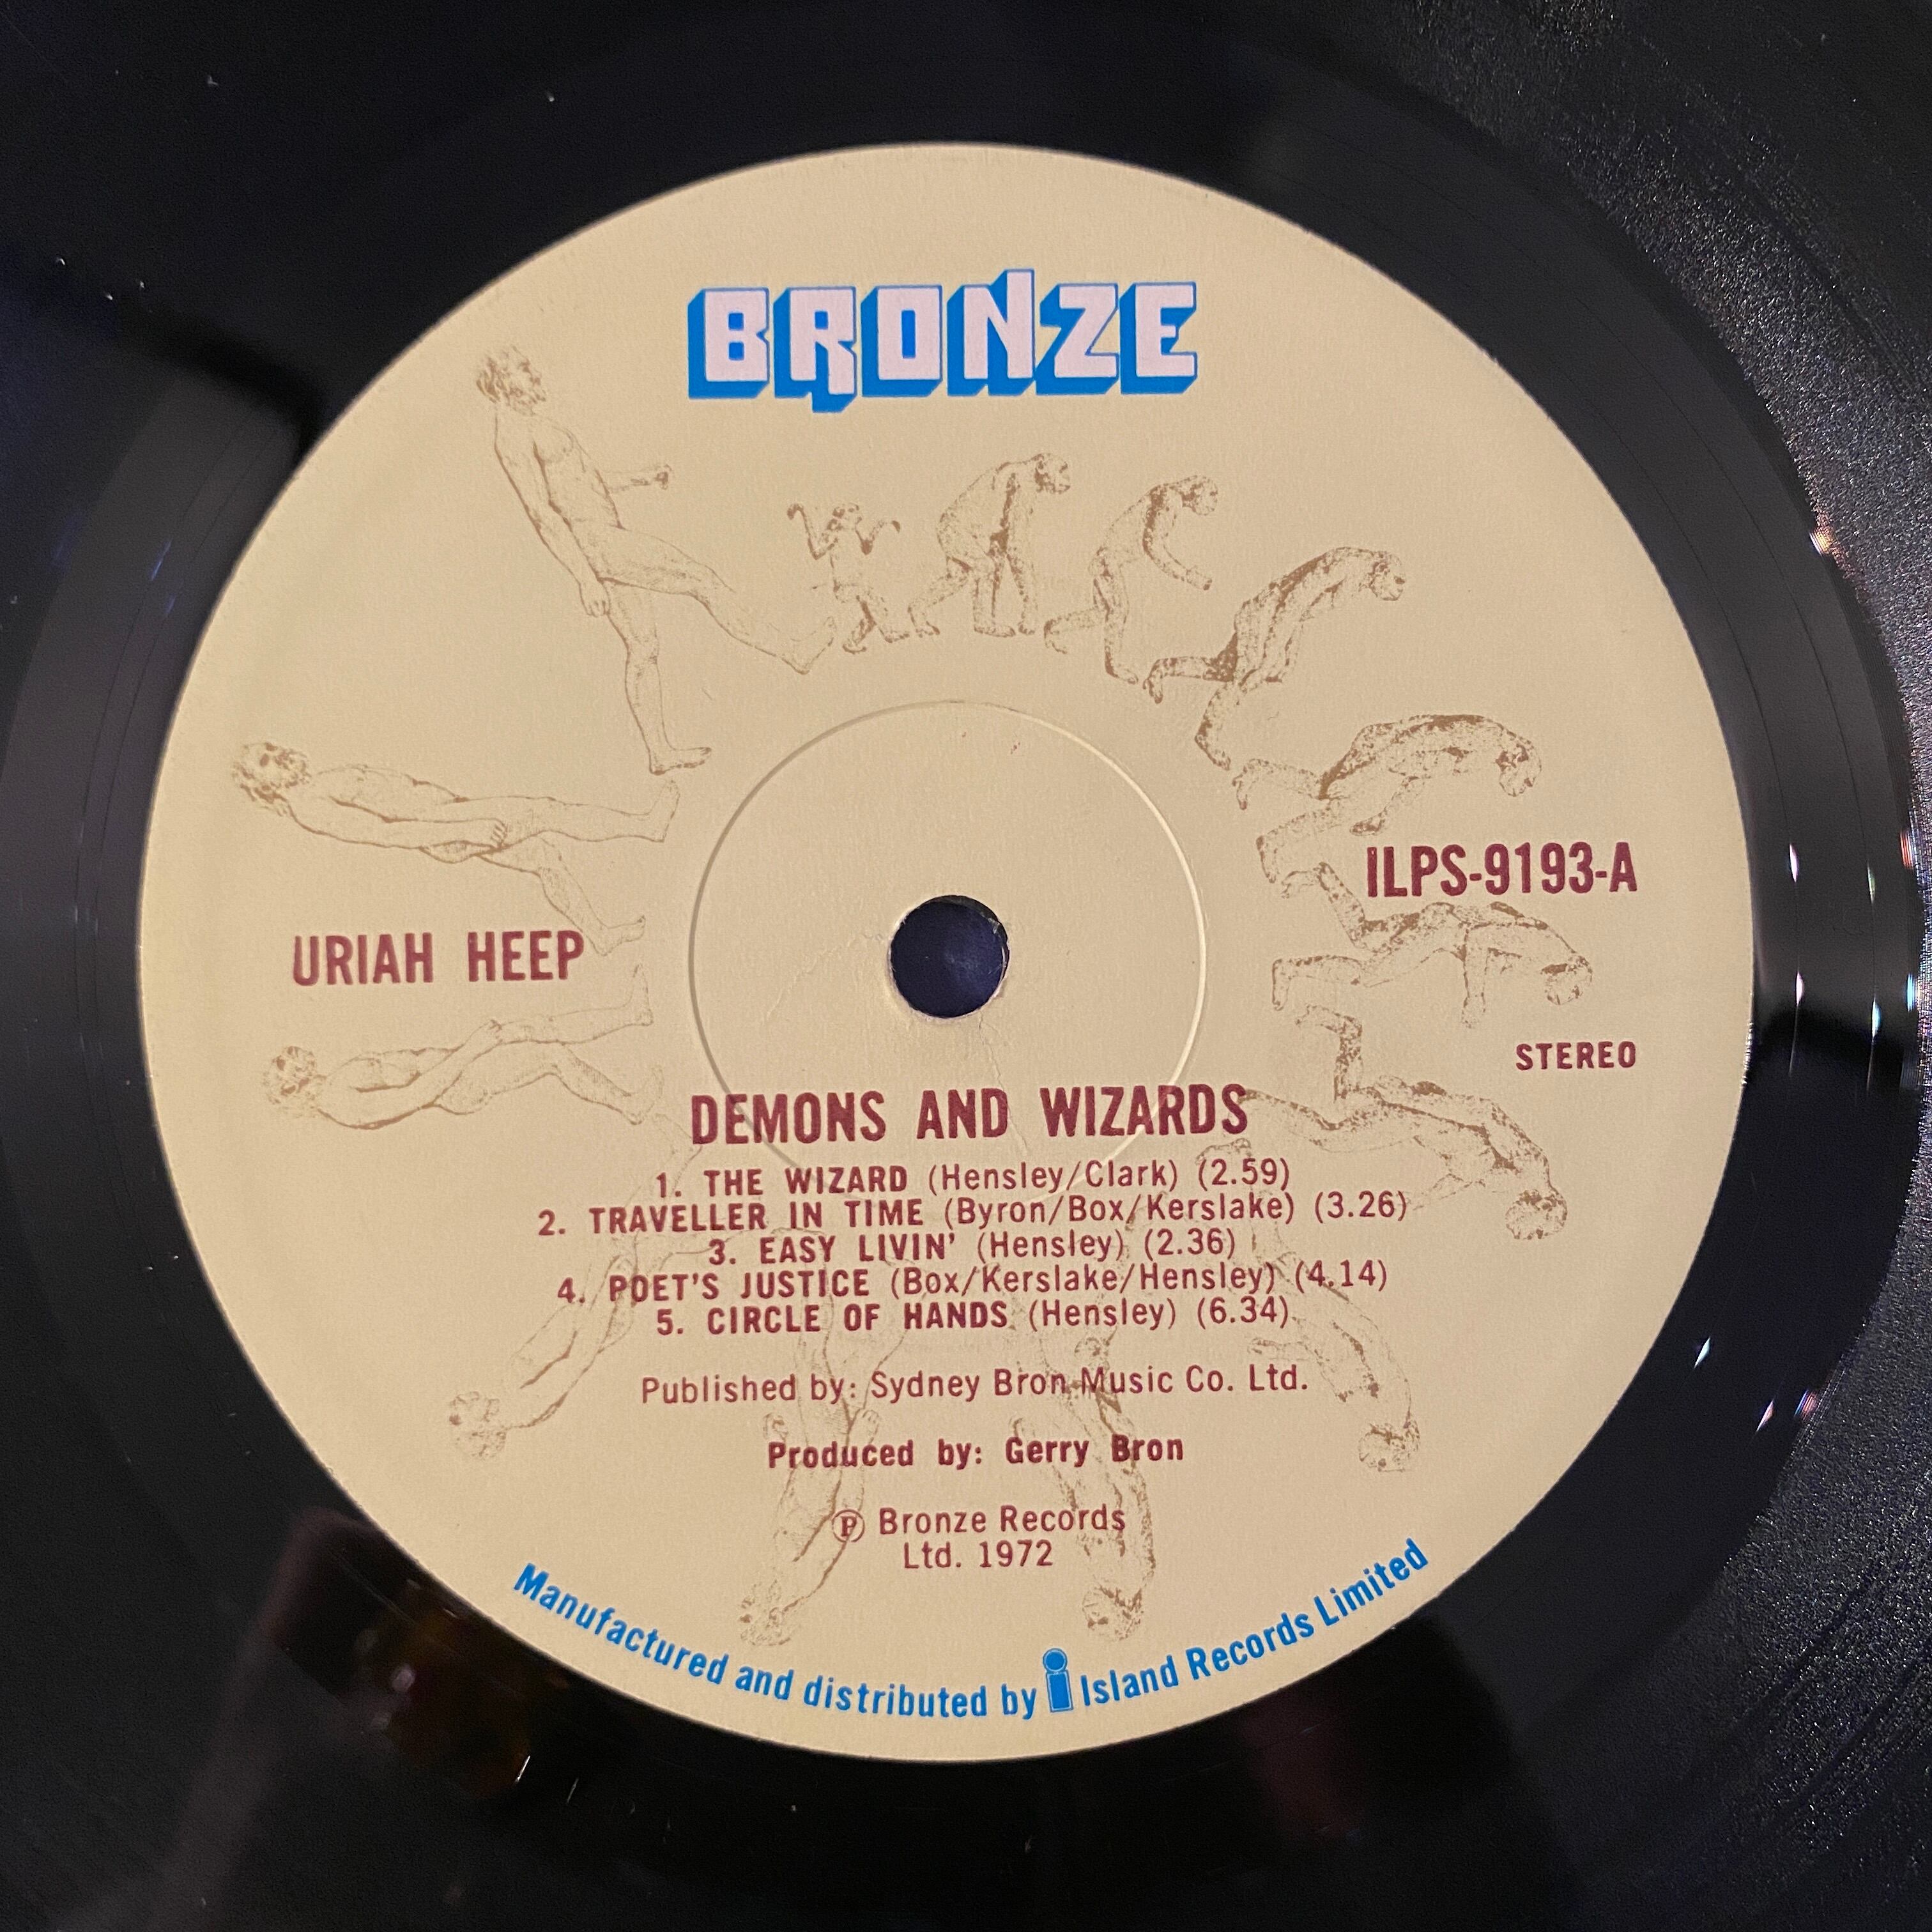 BRONZE
ILPS-9193-A
URIAH HEEP
STEREO
DEMONS AND WIZARDS
1. THE WIZARD (Hensley/Clark) (2.59)
2. TRAVELLER IN TIME (Byron/Box/Kerslake) (3.26)
3. EASY LIVIN' (Hensley) (2.36)
4. POET'S JUSTICE (Box/Kerslake/Hensley) (4.14)
5. CIRCLE OF HANDS (Hensley) (6.34)
Published by: Sydney Bron Music Co. Ltd.
Produced by: Gerry Bron
Ⓟ Bronze Records
Ltd. 1972
Manufactured and distributed by i Island Records Limited